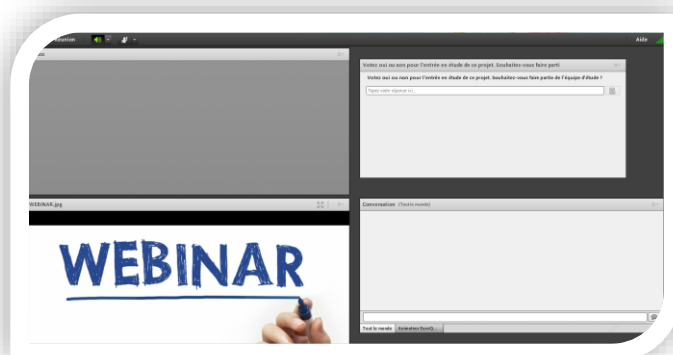 Réunion
Aide
Votez oui ou non pour l'entrée en étude de ce projet. Souhaitez-vous faire parti
Votez oui ou non pour l'entrée en étude de ce projet. Souhaitez-vous faire partie de l'équipe d'étude ?
Tapez votre réponse ici...
WEBINAR.jpg
WEBINAR
Conversation (Tout le monde)
Tout le monde